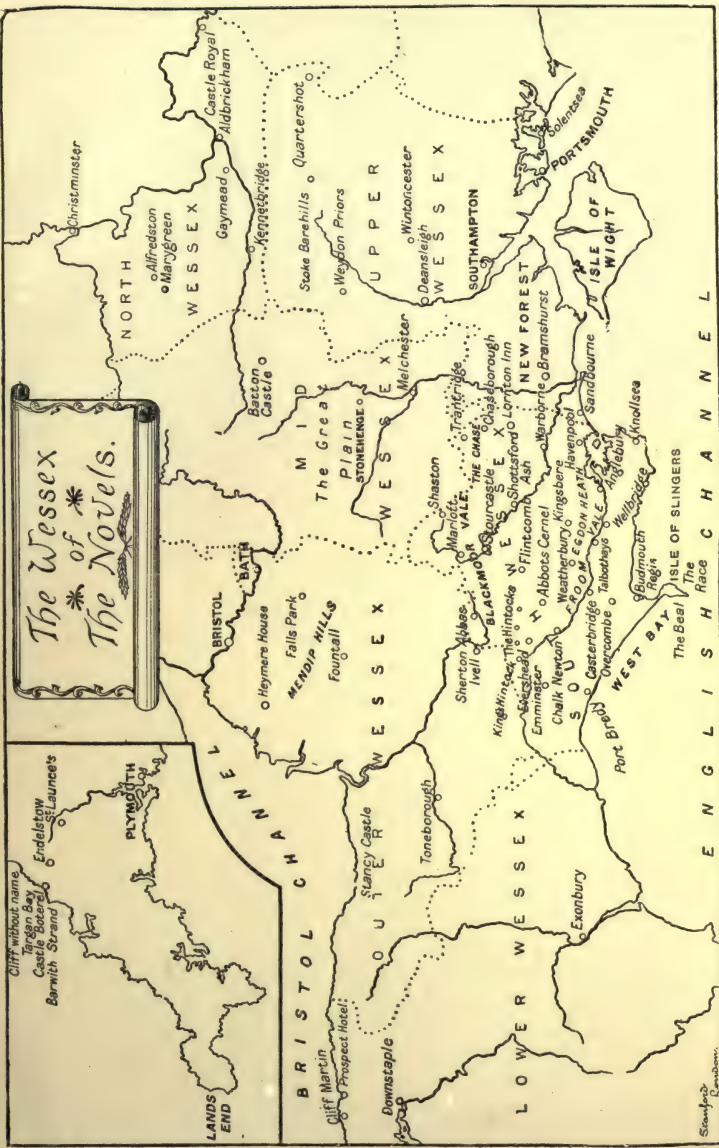 The Wessex
of
The Novels.
Cliff without name
Targan Bay
Castle Boterel
Barwith Strand
Endelstow
St Launce's
PLYMOUTH
LANDS
END
BRISTOL CHANNEL
Christminster
NORTH
WESSEX
Alfredston
Marygreen
Castle Royal
Aldbrickham
Gaymead
Kennetbridge
Stoke Barehills
Quartershot
Weydon Priors
UPPER
WESSEX
Wintoncester
Deansleigh
SOUTHAMPTON
Solentsea
PORTSMOUTH
ISLE OF
WIGHT
NEW FOREST
Bramshurst
Batton
Castle
MID
WESSEX
The Great
Plain
STONEHENGE
Melchester
BRISTOL
BATH
Heymere House
Falls Park
MENDIP HILLS
Fountall
OUTER
WESSEX
Cliff Martin
Prospect Hotel
Stancy Castle
Downstaple
Toneborough
LOWER WESSEX
Exonbury
Shaston
Marlott
BLACKMOOR VALE
Trantridge
THE CHASE
Chaseborough
Stourcastle
Shottsford
Lornton Inn
Sherton Abbas
Ivell
SOUTH WESSEX
King's Hintock
The Hintocks
Flintcomb Ash
Warborne
Evershead
Abbots Cernel
Emminster
Kingsbere
Chalk Newton
Weatherbury
EGDON HEATH
Havenpool
Sandbourne
FROOM
VALE
Casterbridge
Talbothays
Anglebury
Overcombe
Wellbridge
Knollsea
Port Bredy
WEST BAY
Budmouth
Regis
ISLE OF SLINGERS
The Beal
The
Race
ENGLISH CHANNEL
Stanford
London.